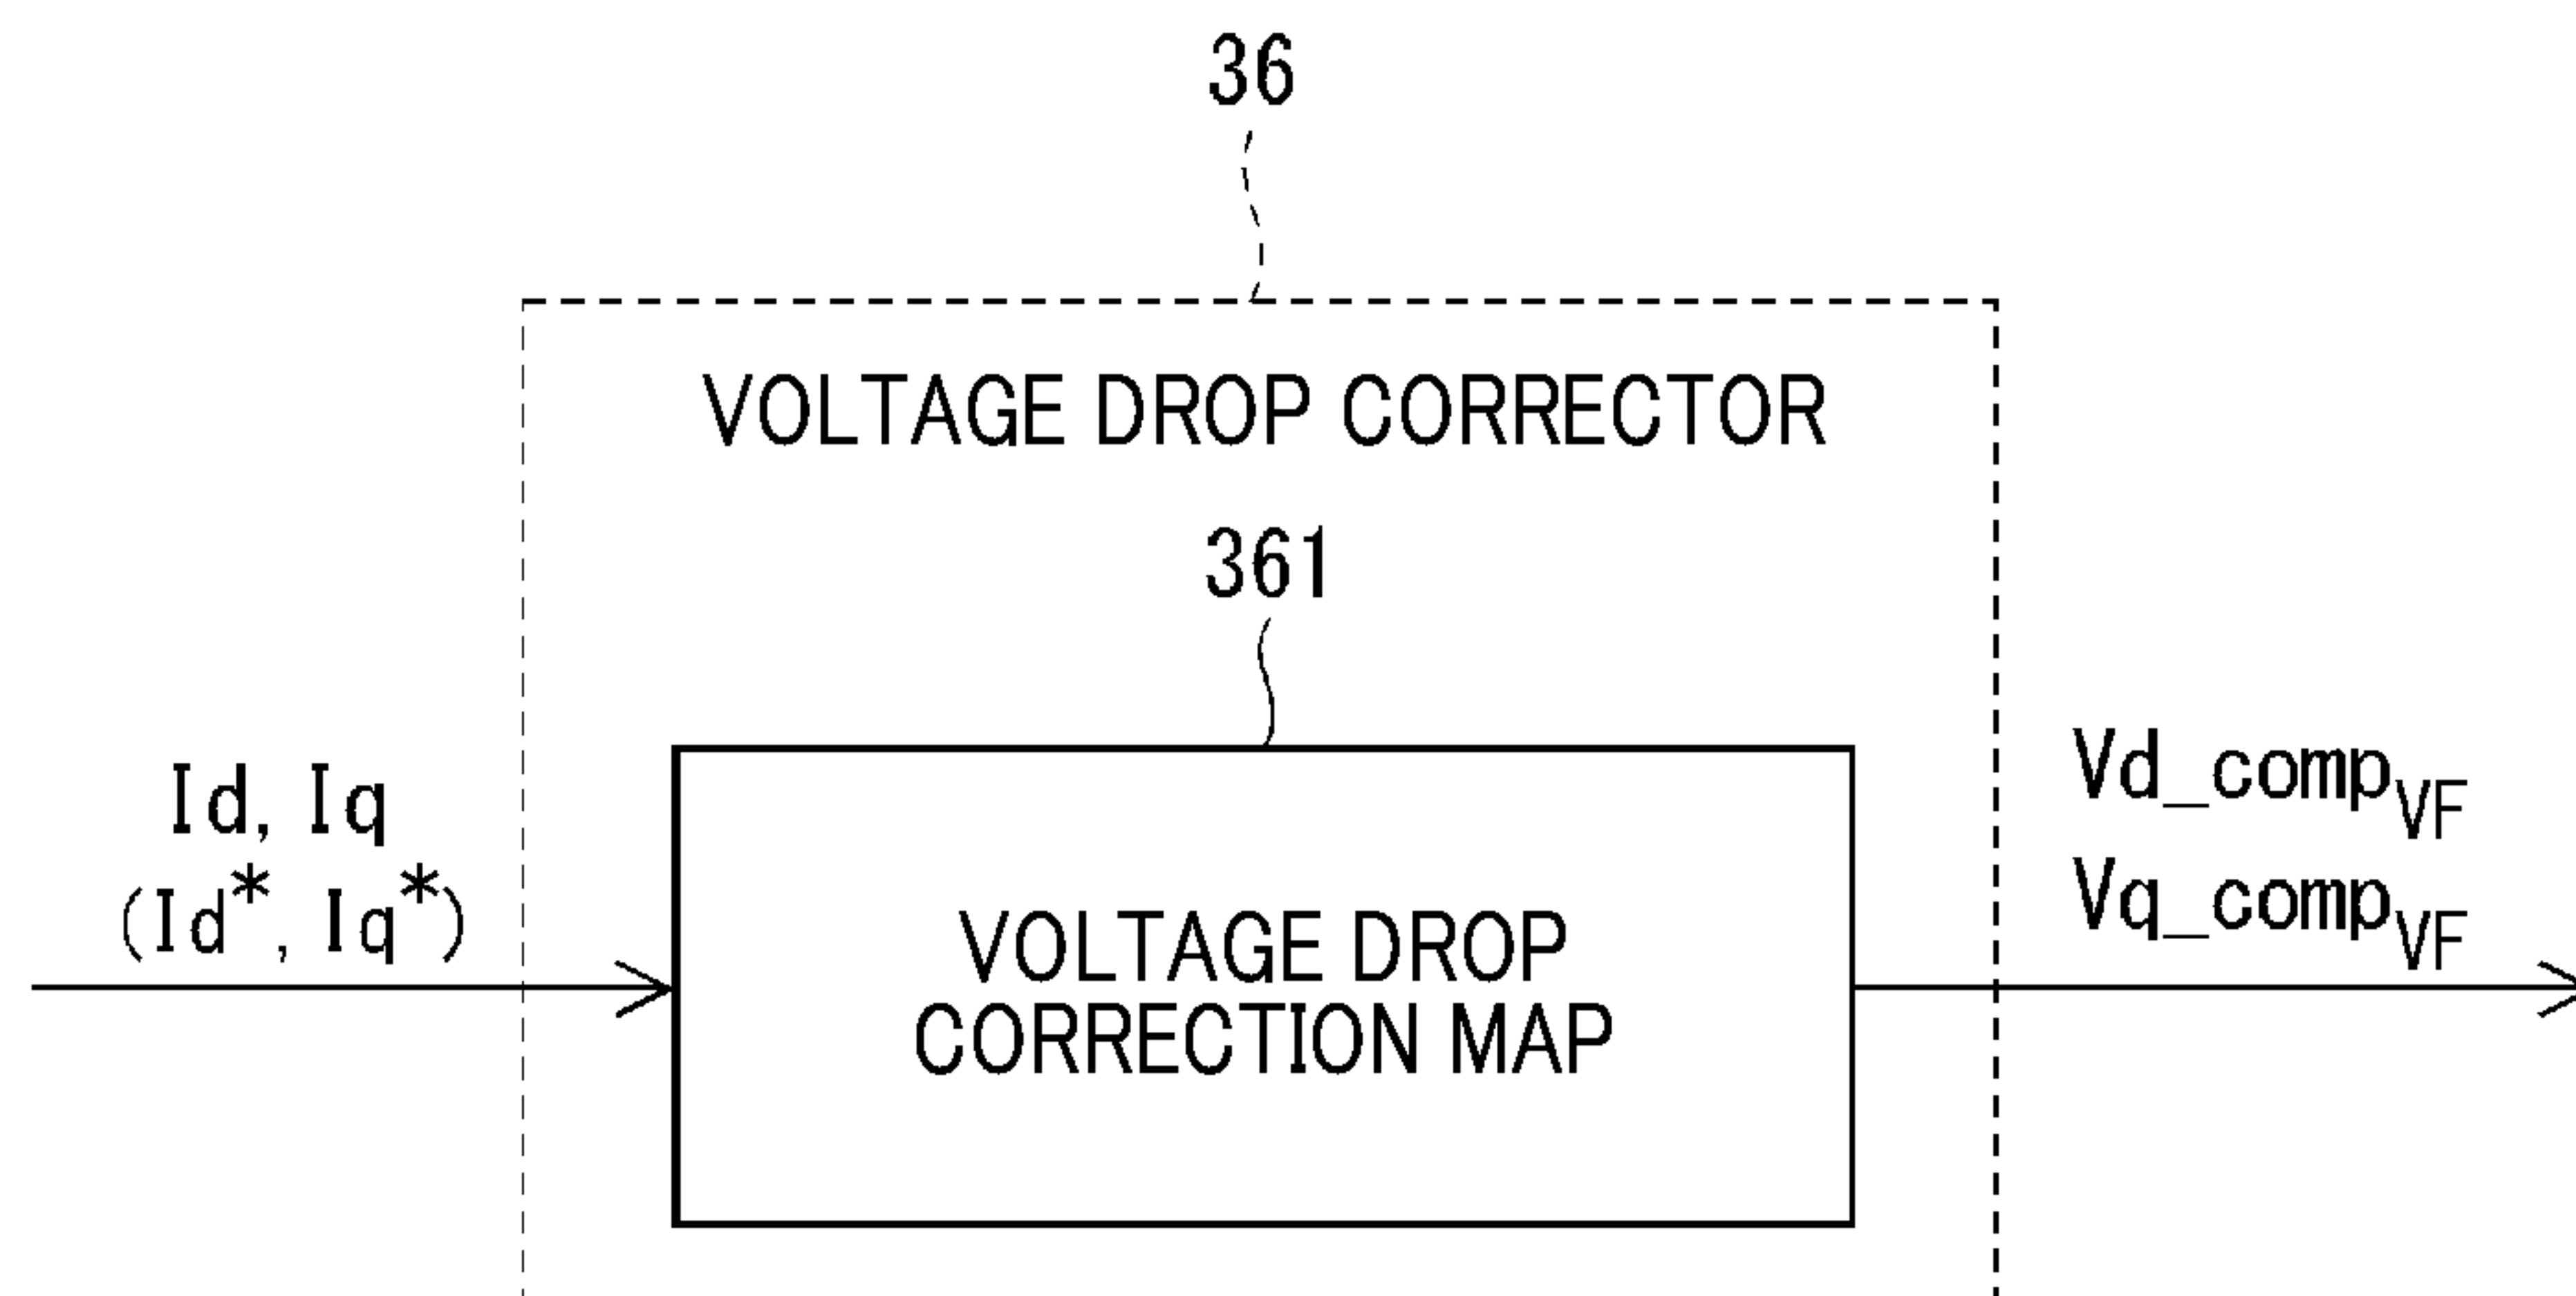 36
VOLTAGE DROP CORRECTOR
361
Id, Iq
(Id*, Iq*)
VOLTAGE DROP
CORRECTION MAP
Vd_compVF
Vq_compVF